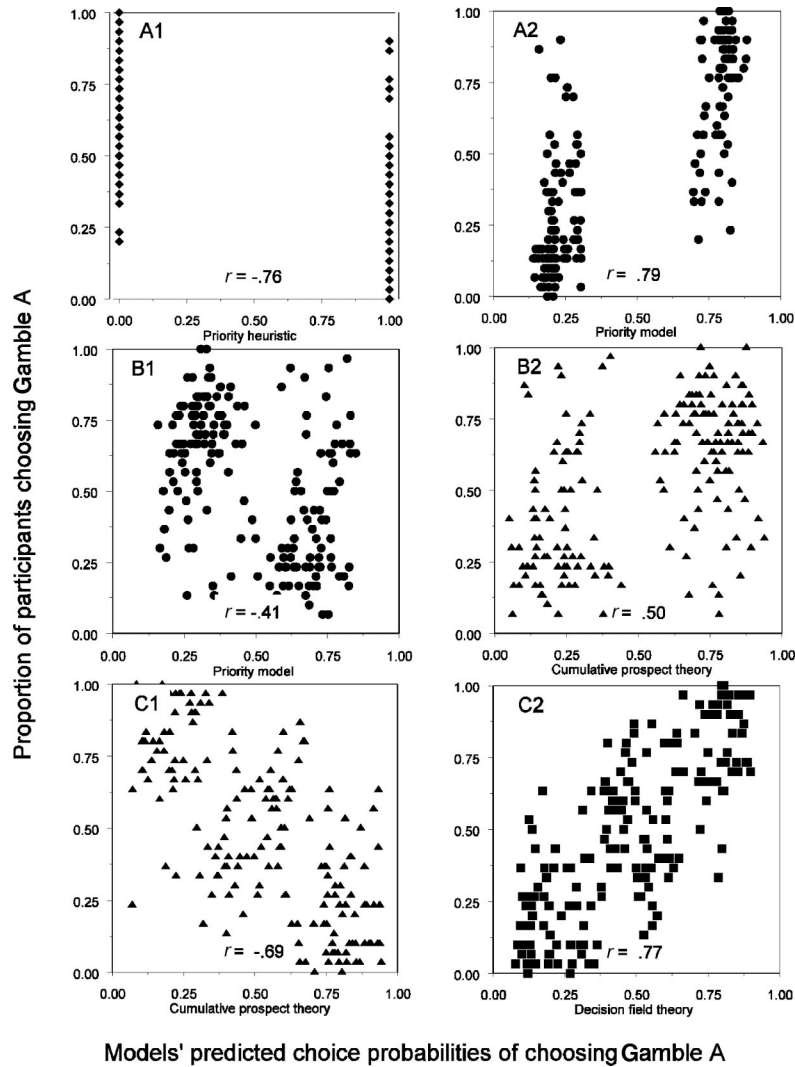 Proportion of participants choosing Gamble A
A1
1.00
0.75
0.50
0.25
0.00
r = -.76
0.00 0.25 0.50 0.75 1.00
Priority heuristic
A2
1.00
0.75
0.50
0.25
0.00
r = .79
0.00 0.25 0.50 0.75 1.00
Priority model
B1
1.00
0.75
0.50
0.25
0.00
r = -.41
0.00 0.25 0.50 0.75 1.00
Priority model
B2
1.00
0.75
0.50
0.25
0.00
r = .50
0.00 0.25 0.50 0.75 1.00
Cumulative prospect theory
C1
1.00
0.75
0.50
0.25
0.00
r = -.69
0.00 0.25 0.50 0.75 1.00
Cumulative prospect theory
C2
1.00
0.75
0.50
0.25
0.00
r = .77
0.00 0.25 0.50 0.75 1.00
Decision field theory
Models' predicted choice probabilities of choosing Gamble A